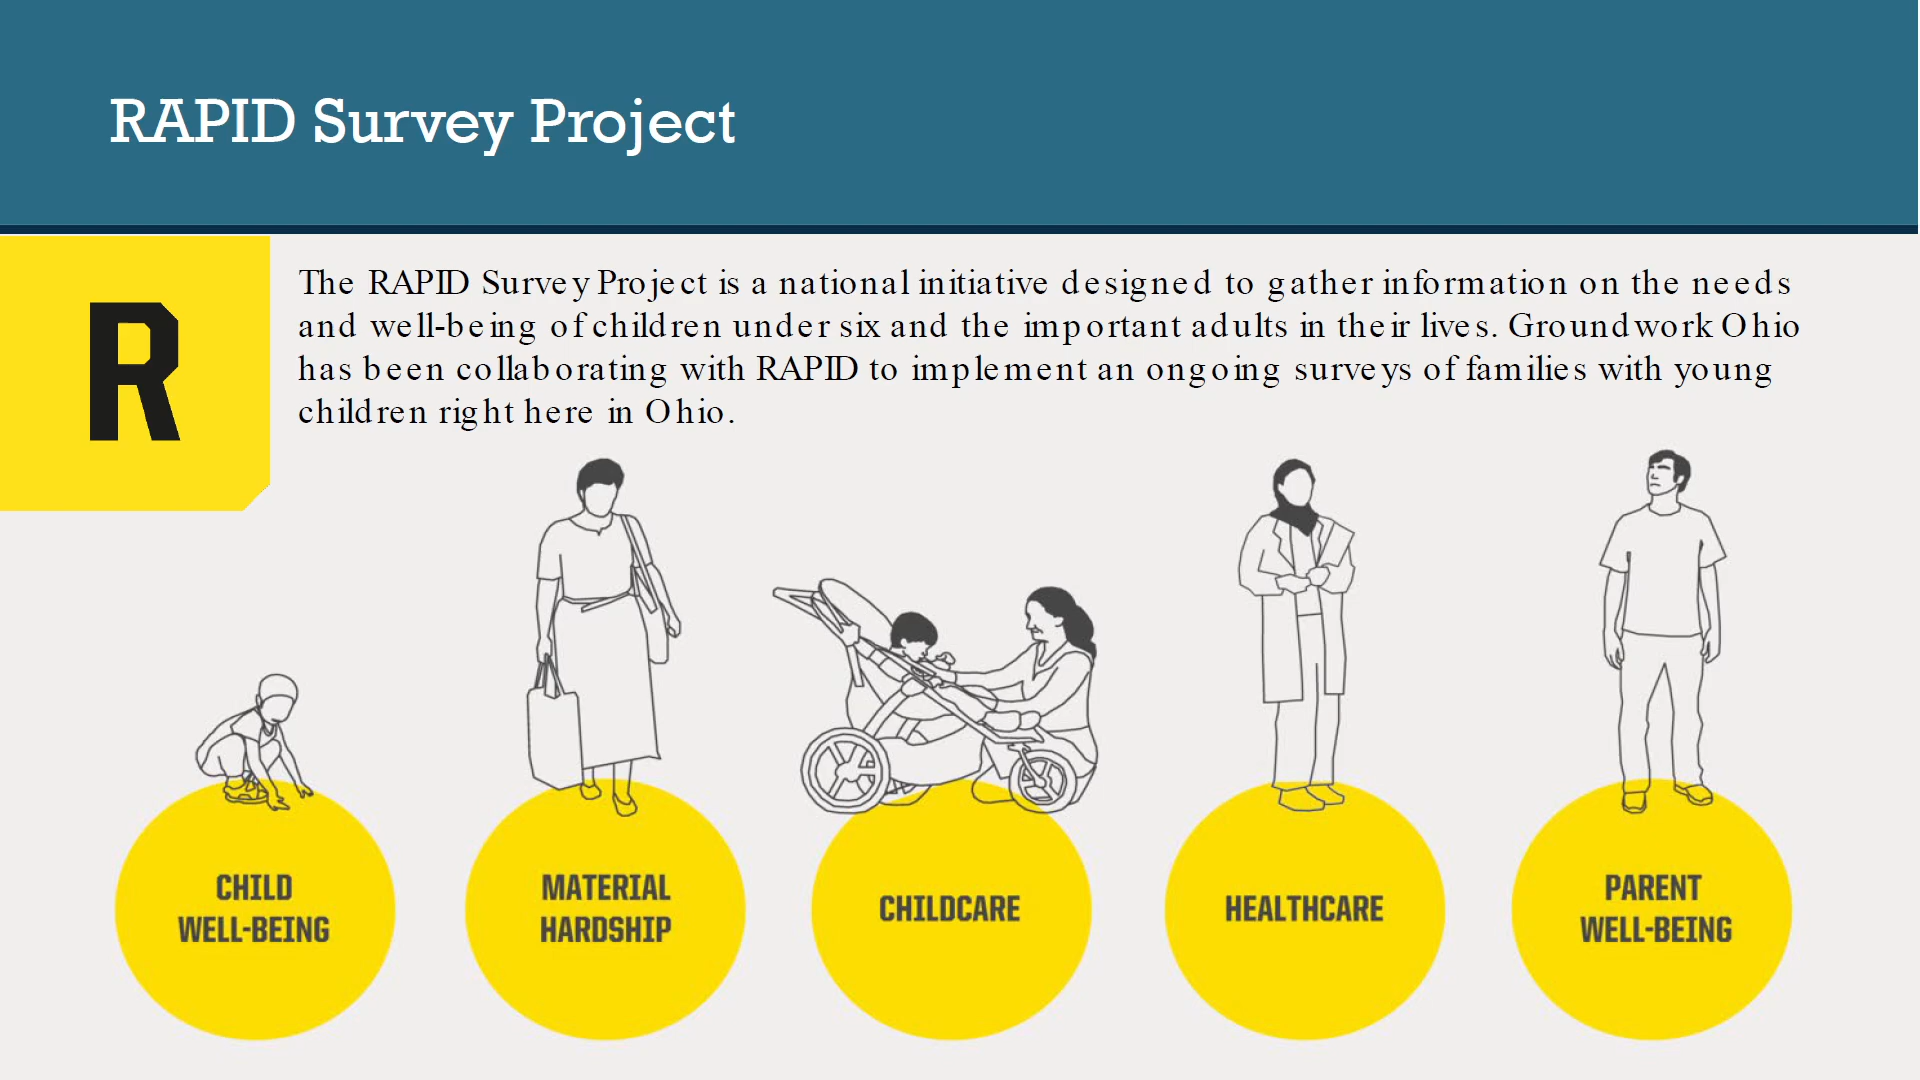 RAPID Survey Project
R
The RAPID Survey Project is a national initiative designed to gather information on the needs
and well-being of children under six and the important adults in their lives. Groundwork Ohio
has been collaborating with RAPID to implement an ongoing surveys of families with young
children right here in Ohio.
CHILD
WELL-BEING
MATERIAL
HARDSHIP
CHILDCARE
HEALTHCARE
PARENT
WELL-BEING